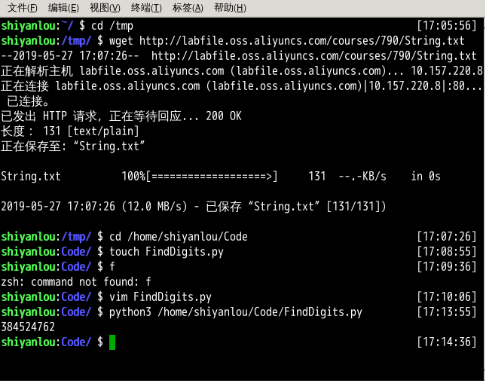 文件(F) 编辑(E) 视图(V) 终端(T) 标签(A) 帮助(H)
shiyanlou:~/ $ cd /tmp [17:05:56]
shiyanlou:/tmp/ $ wget http://labfile.oss.aliyuncs.com/courses/790/String.txt
--2019-05-27 17:07:26-- http://labfile.oss.aliyuncs.com/courses/790/String.txt
正在解析主机 labfile.oss.aliyuncs.com (labfile.oss.aliyuncs.com)... 10.157.220.8
正在连接 labfile.oss.aliyuncs.com (labfile.oss.aliyuncs.com)|10.157.220.8|:80...
已连接。
已发出 HTTP 请求，正在等待回应... 200 OK
长度： 131 [text/plain]
正在保存至: “String.txt”
String.txt 100%[===================>] 131 --.-KB/s in 0s
2019-05-27 17:07:26 (12.0 MB/s) - 已保存 “String.txt” [131/131])
shiyanlou:/tmp/ $ cd /home/shiyanlou/Code [17:07:26]
shiyanlou:Code/ $ touch FindDigits.py [17:08:55]
shiyanlou:Code/ $ f [17:09:36]
zsh: command not found: f
shiyanlou:Code/ $ vim FindDigits.py [17:10:06]
shiyanlou:Code/ $ python3 /home/shiyanlou/Code/FindDigits.py [17:13:55]
384524762
shiyanlou:Code/ $ [17:14:36]